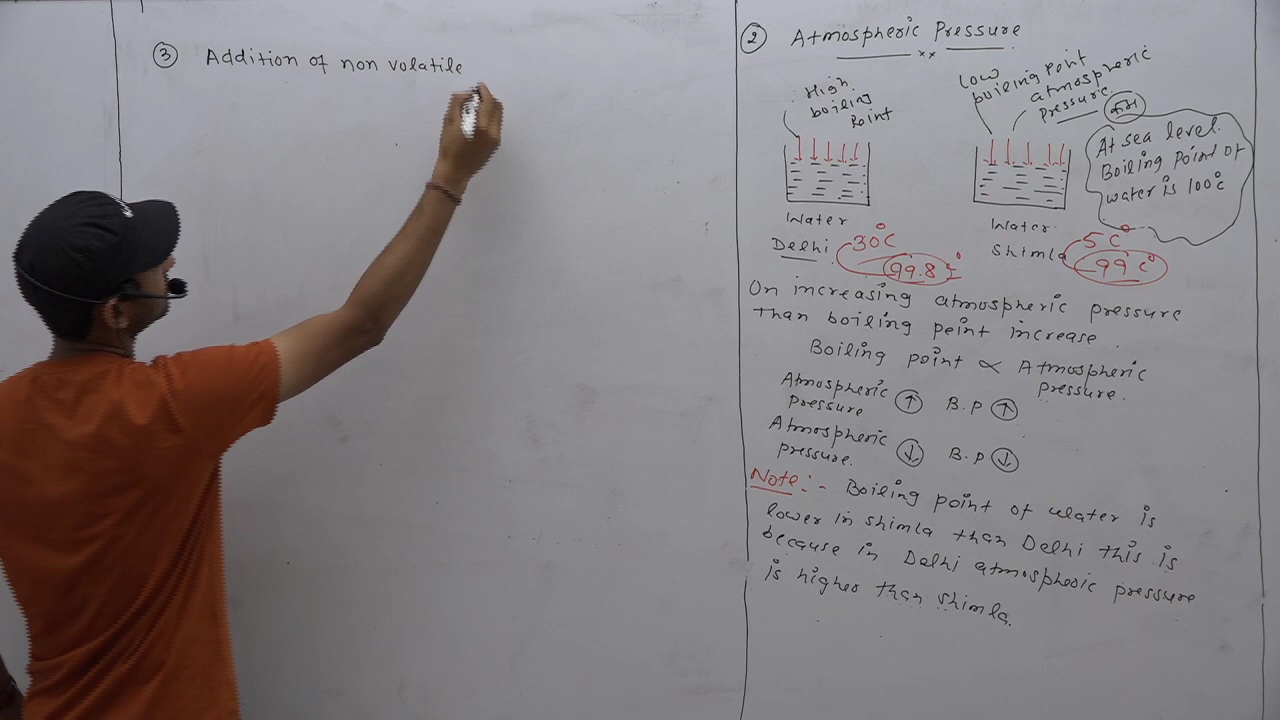 ③ Addition of non volatile
② Atmospheric Pressure
High
boiling
Point
Low
boiling point
atmospheric
pressure
कम
At sea level.
Boiling Point of
water is 100°c
Water
Delhi 30°C
99.8°c
Water
Shimla 5°C
99°c
On increasing atmospheric pressure
than boiling peint increase.
Boiling point ∝ Atmospheric
pressure.
Atmospheric
pressure ↑ B.P ↑
Atmospheric
pressure. ↓ B.P ↓
Note:- Boiling point of water is
lower in shimla than Delhi this is
because in Delhi atmospheric pressure
is higher than shimla.